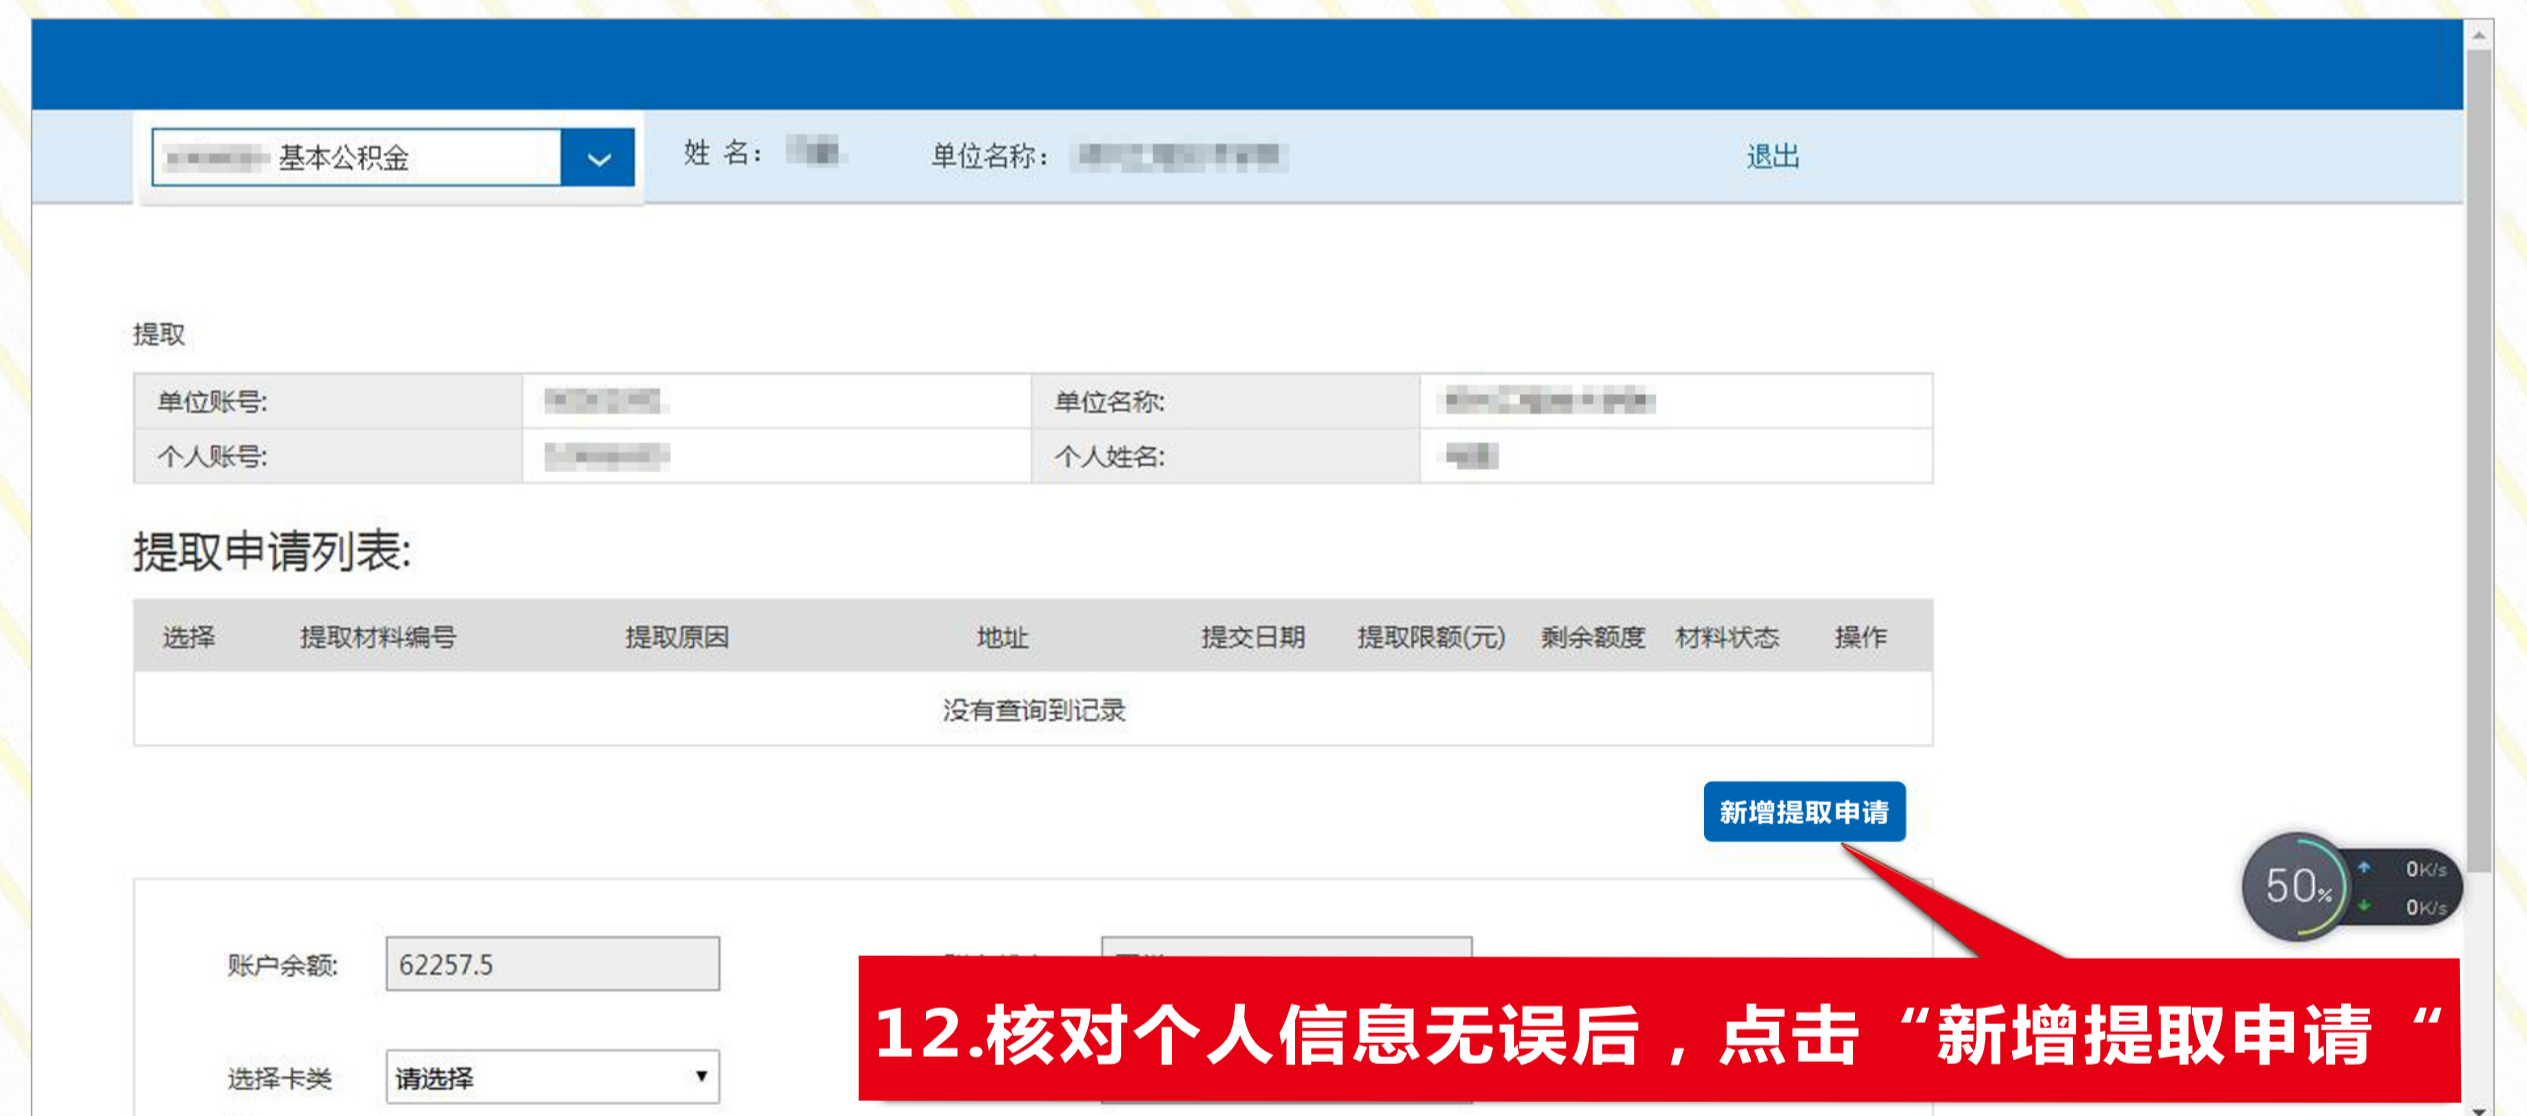 基本公积金
姓 名：
单位名称：
退出
提取
单位账号:
单位名称:
个人账号:
个人姓名:
提取申请列表:
选择 提取材料编号 提取原因 地址 提交日期 提取限额(元) 剩余额度 材料状态 操作
没有查询到记录
新增提取申请
50%
0K/s
0K/s
账户余额: 62257.5
12.核对个人信息无误后，点击“新增提取申请“
选择卡类 请选择